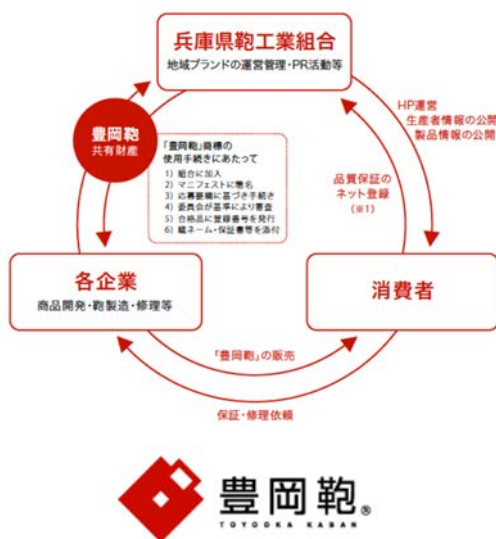 兵庫県鞄工業組合
地域ブランドの運営管理・PR活動等
豊岡鞄
共有財産
「豊岡鞄」商標の
使用手続きにあたって
1) 組合に加入
2) マニフェストに署名
3) 応募要綱に基づき手続き
4) 委員会が基準により審査
5) 合格品に登録番号を発行
6) 織ネーム・保証書等を添付
HP運営
生産者情報の公開
製品情報の公開
品質保証の
ネット登録
(※1)
各企業
商品開発・鞄製造・修理等
消費者
「豊岡鞄」の販売
保証・修理依頼
豊岡鞄®
TOYOOKA KABAN